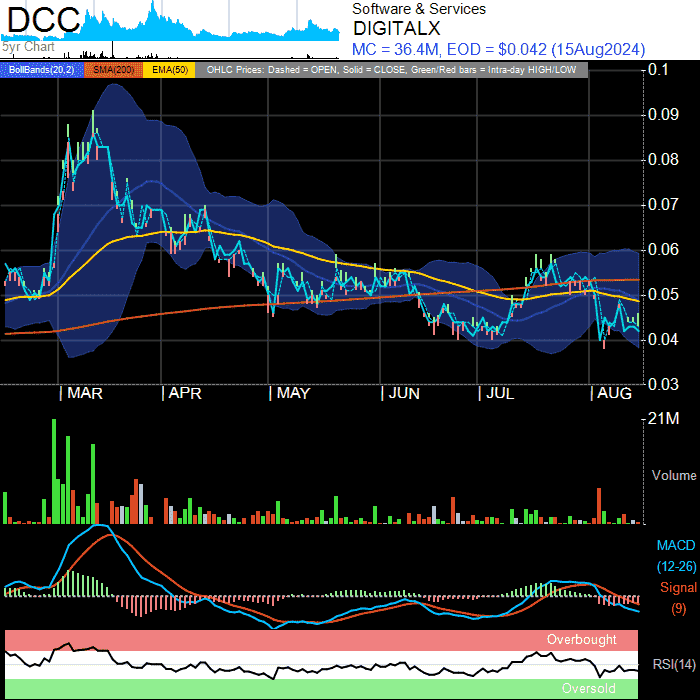 DCC
5yr Chart
Software & Services
DIGITALX
MC = 36.4M, EOD = $0.042 (15Aug2024)
BollBands(20,2) SMA(200) EMA(50) OHLC Prices: Dashed = OPEN, Solid = CLOSE, Green/Red bars = Intra-day HIGH/LOW
0.1
0.09
0.08
0.07
0.06
0.05
0.04
0.03
| MAR | APR | MAY | JUN | JUL | AUG
21M
Volume
MACD
(12-26)
Signal
(9)
Overbought
RSI(14)
Oversold